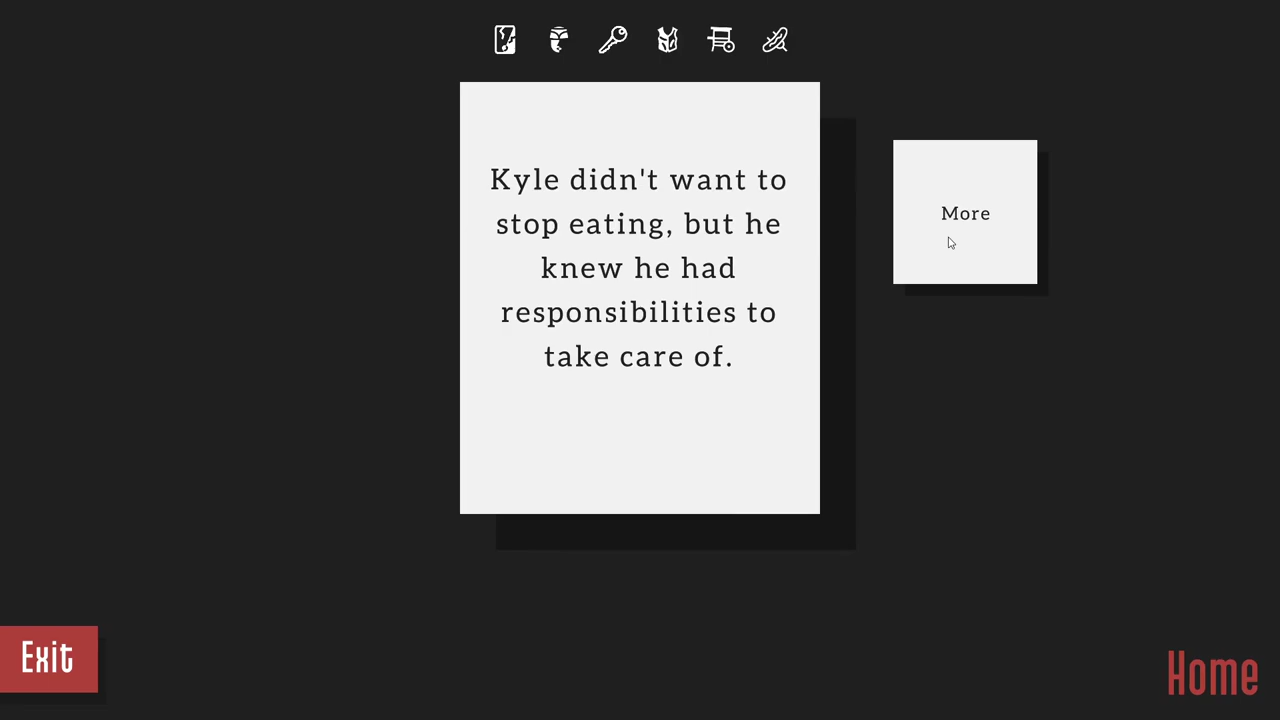 Kyle didn't want to
stop eating, but he
knew he had
responsibilities to
take care of.
More
Exit
Home